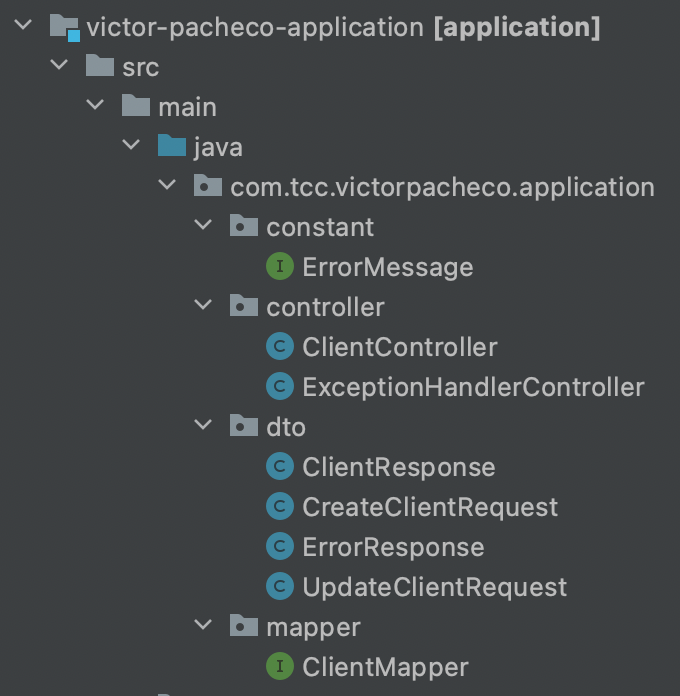 victor-pacheco-application [application]
src
main
java
com.tcc.victorpacheco.application
constant
I ErrorMessage
controller
C ClientController
C ExceptionHandlerController
dto
C ClientResponse
C CreateClientRequest
C ErrorResponse
C UpdateClientRequest
mapper
I ClientMapper